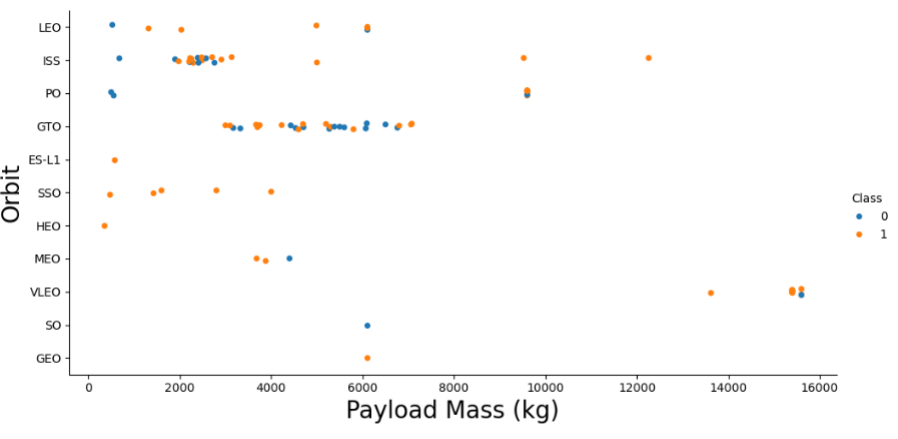 Orbit
LEO
ISS
PO
GTO
ES-L1
SSO
HEO
MEO
VLEO
SO
GEO
0 2000 4000 6000 8000 10000 12000 14000 16000
Payload Mass (kg)
Class
0
1